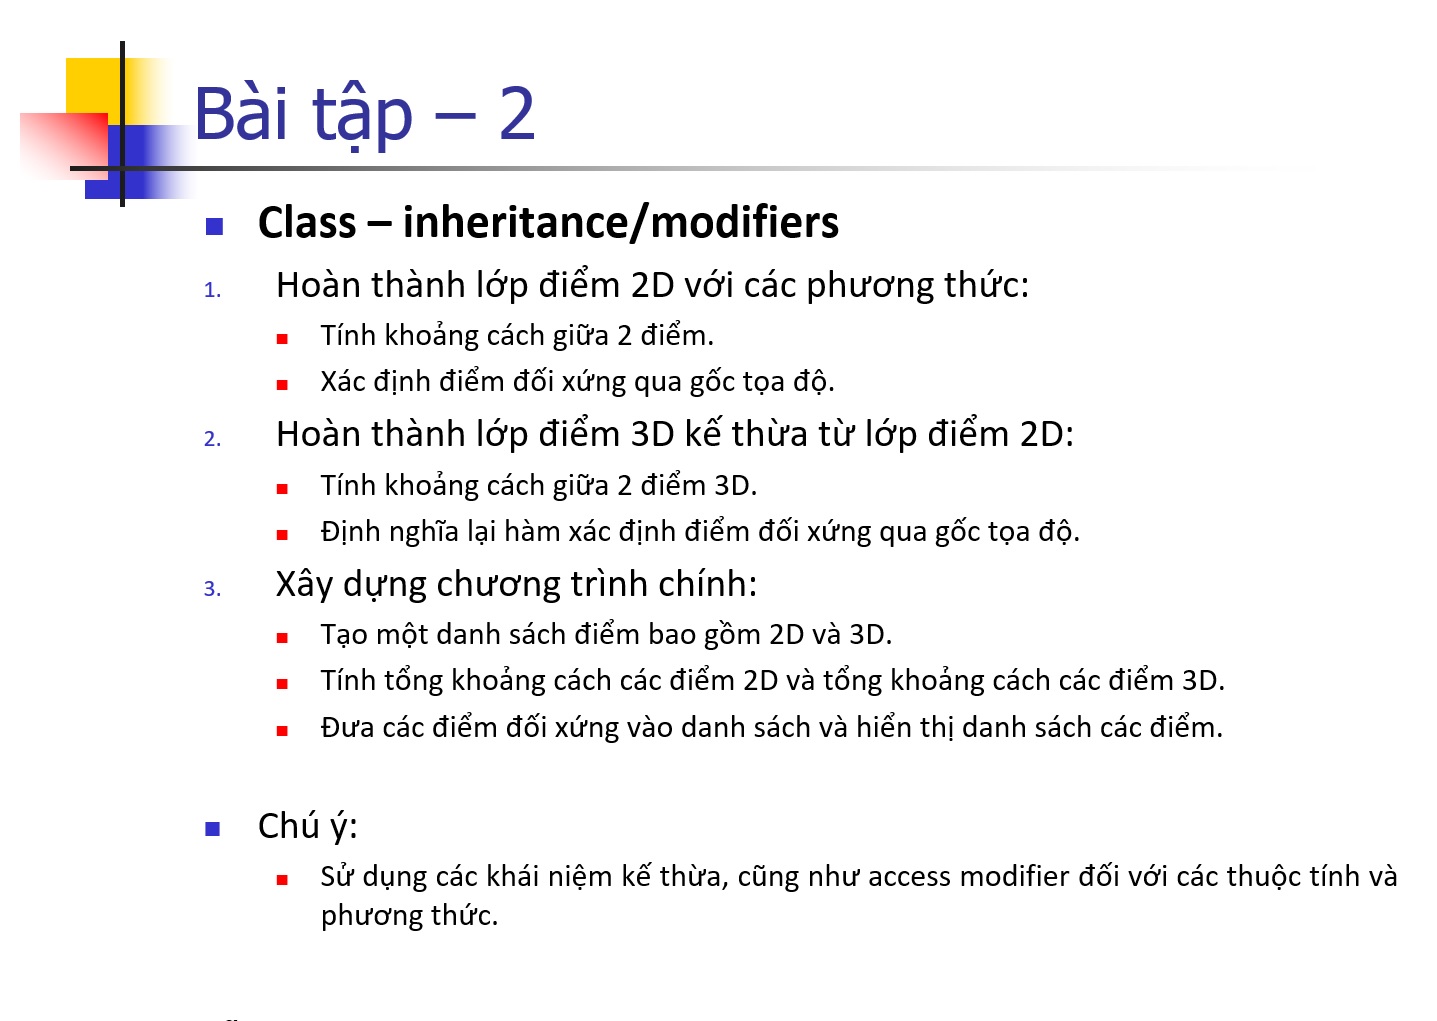 Bài tập – 2
Class – inheritance/modifiers
1. Hoàn thành lớp điểm 2D với các phương thức:
Tính khoảng cách giữa 2 điểm.
Xác định điểm đối xứng qua gốc tọa độ.
2. Hoàn thành lớp điểm 3D kế thừa từ lớp điểm 2D:
Tính khoảng cách giữa 2 điểm 3D.
Định nghĩa lại hàm xác định điểm đối xứng qua gốc tọa độ.
3. Xây dựng chương trình chính:
Tạo một danh sách điểm bao gồm 2D và 3D.
Tính tổng khoảng cách các điểm 2D và tổng khoảng cách các điểm 3D.
Đưa các điểm đối xứng vào danh sách và hiển thị danh sách các điểm.
Chú ý:
Sử dụng các khái niệm kế thừa, cũng như access modifier đối với các thuộc tính và
phương thức.